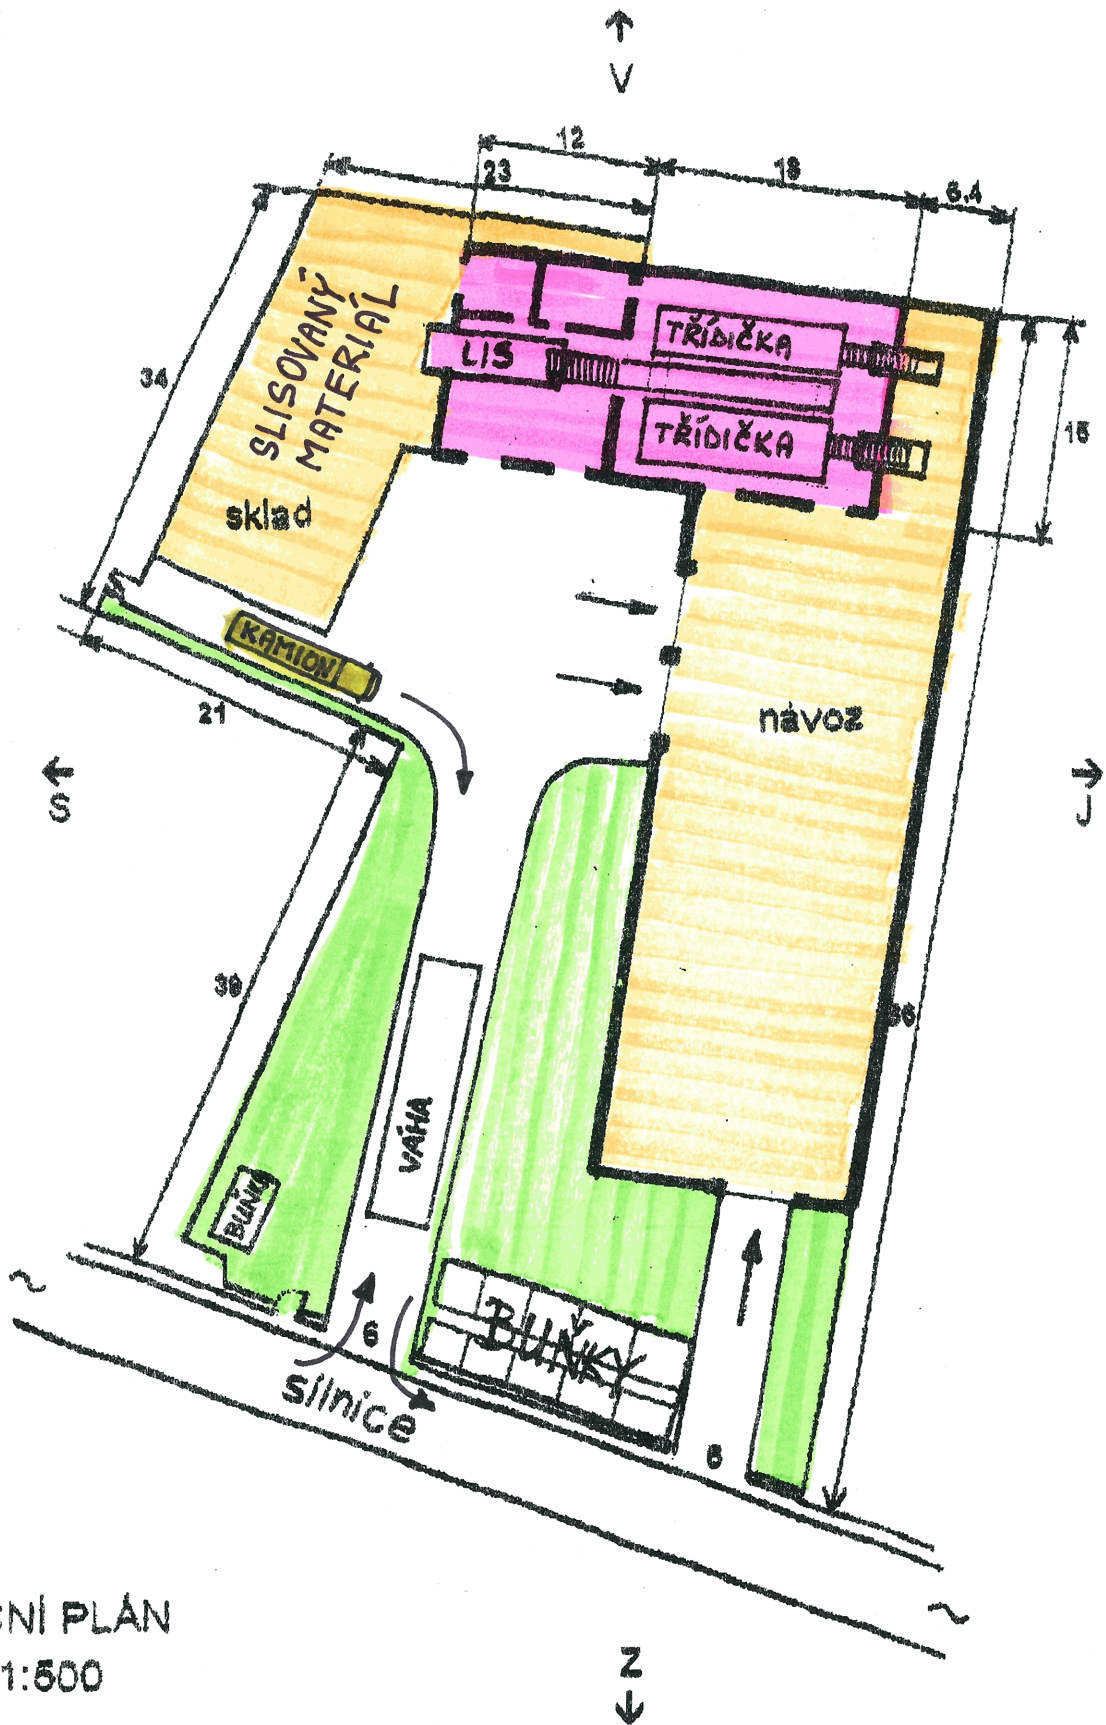 V
12
23
18
6,4
SLISOVANÝ
MATERIÁL
LIS
TŘÍDIČKA
TŘÍDIČKA
34
15
sklad
KAMION
21
návoz
S
J
39
VÁHA
BUŇKY
6
BUŇKY
silnice
6
NÍ PLÁN
1:500
Z